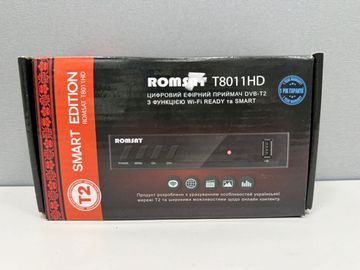 ROMSAT T8011HD
ЦИФРОВИЙ ЕФІРНИЙ ПРИЙМАЧ DVB-T2
З ФУНКЦІЄЮ Wi-Fi READY та SMART
SMART EDITION
ROMSAT T8011HD
T2
ROMSAT
Продукт розроблено з урахуванням особливостей української
мережі Т2 та широкими можливостями щодо онлайн контенту